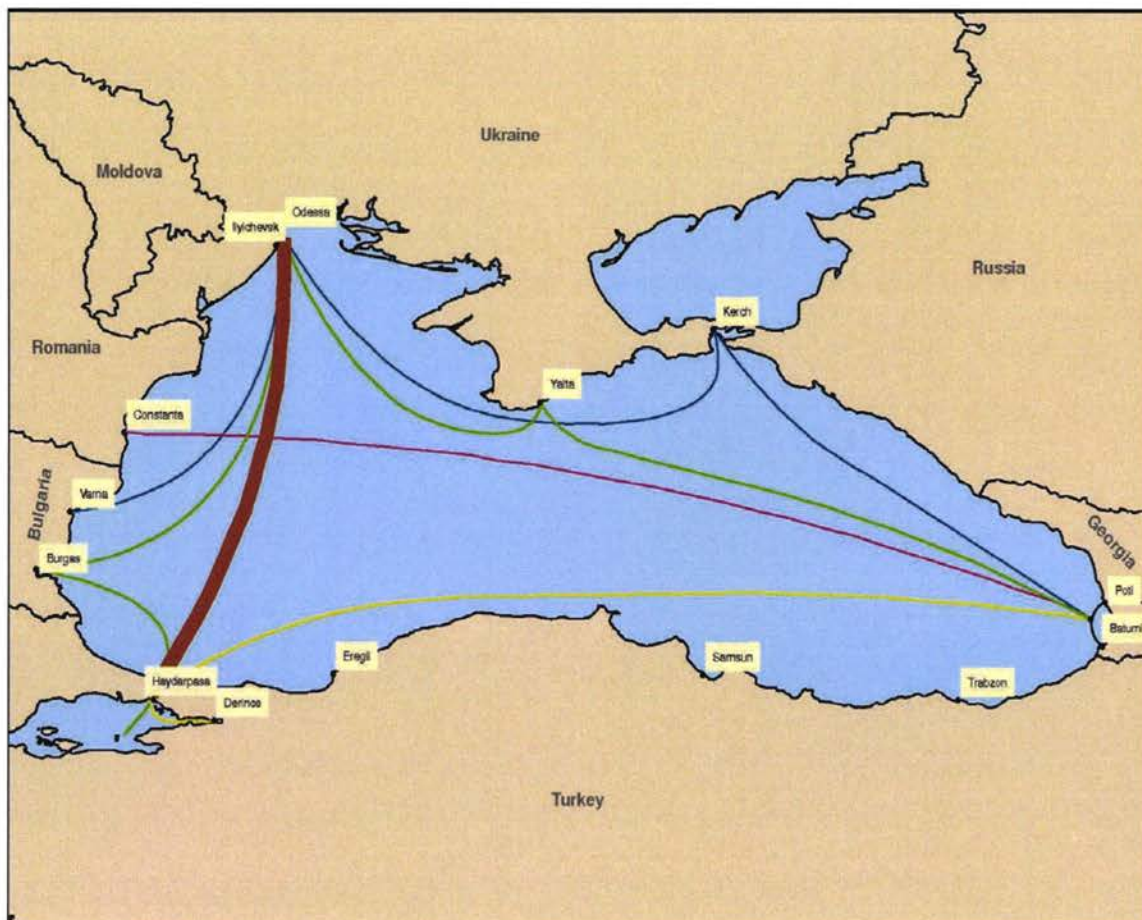 Ukraine
Moldova
Odessa
Ilyichevsk
Russia
Kerch
Romania
Yalta
Constanta
Varna
Bulgaria
Georgia
Burgas
Poti
Batumi
Eregli
Samsun
Haydarpasa
Trabzon
Derince
Turkey